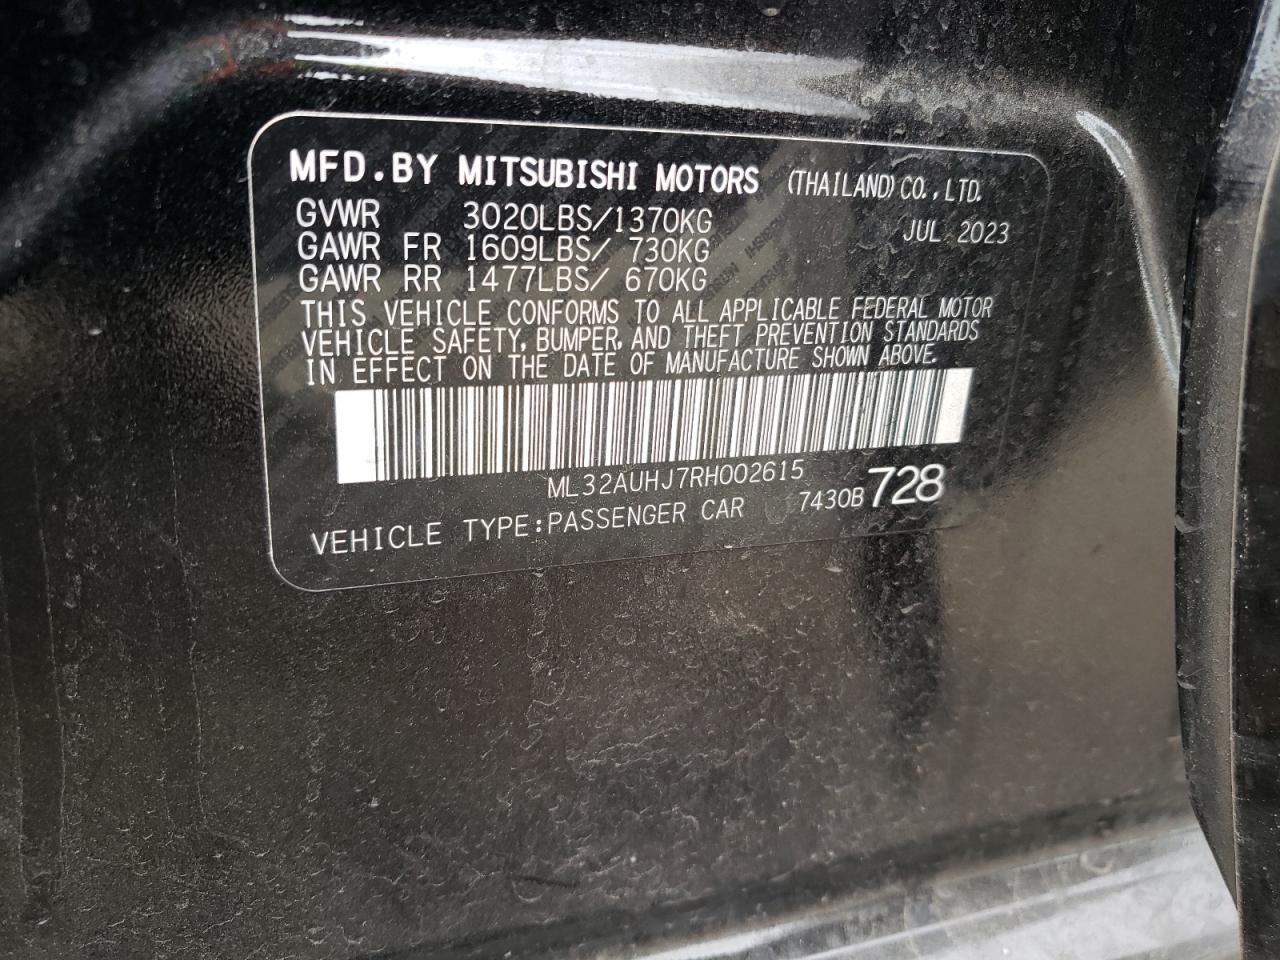 MFD.BY MITSUBISHI MOTORS (THAILAND) CO., LTD.
GVWR 3020LBS/1370KG JUL 2023
GAWR FR 1609LBS/ 730KG
GAWR RR 1477LBS/ 670KG
THIS VEHICLE CONFORMS TO ALL APPLICABLE FEDERAL MOTOR
VEHICLE SAFETY, BUMPER, AND THEFT PREVENTION STANDARDS
IN EFFECT ON THE DATE OF MANUFACTURE SHOWN ABOVE.
ML32AUHJ7RH002615
VEHICLE TYPE:PASSENGER CAR 7430B 728